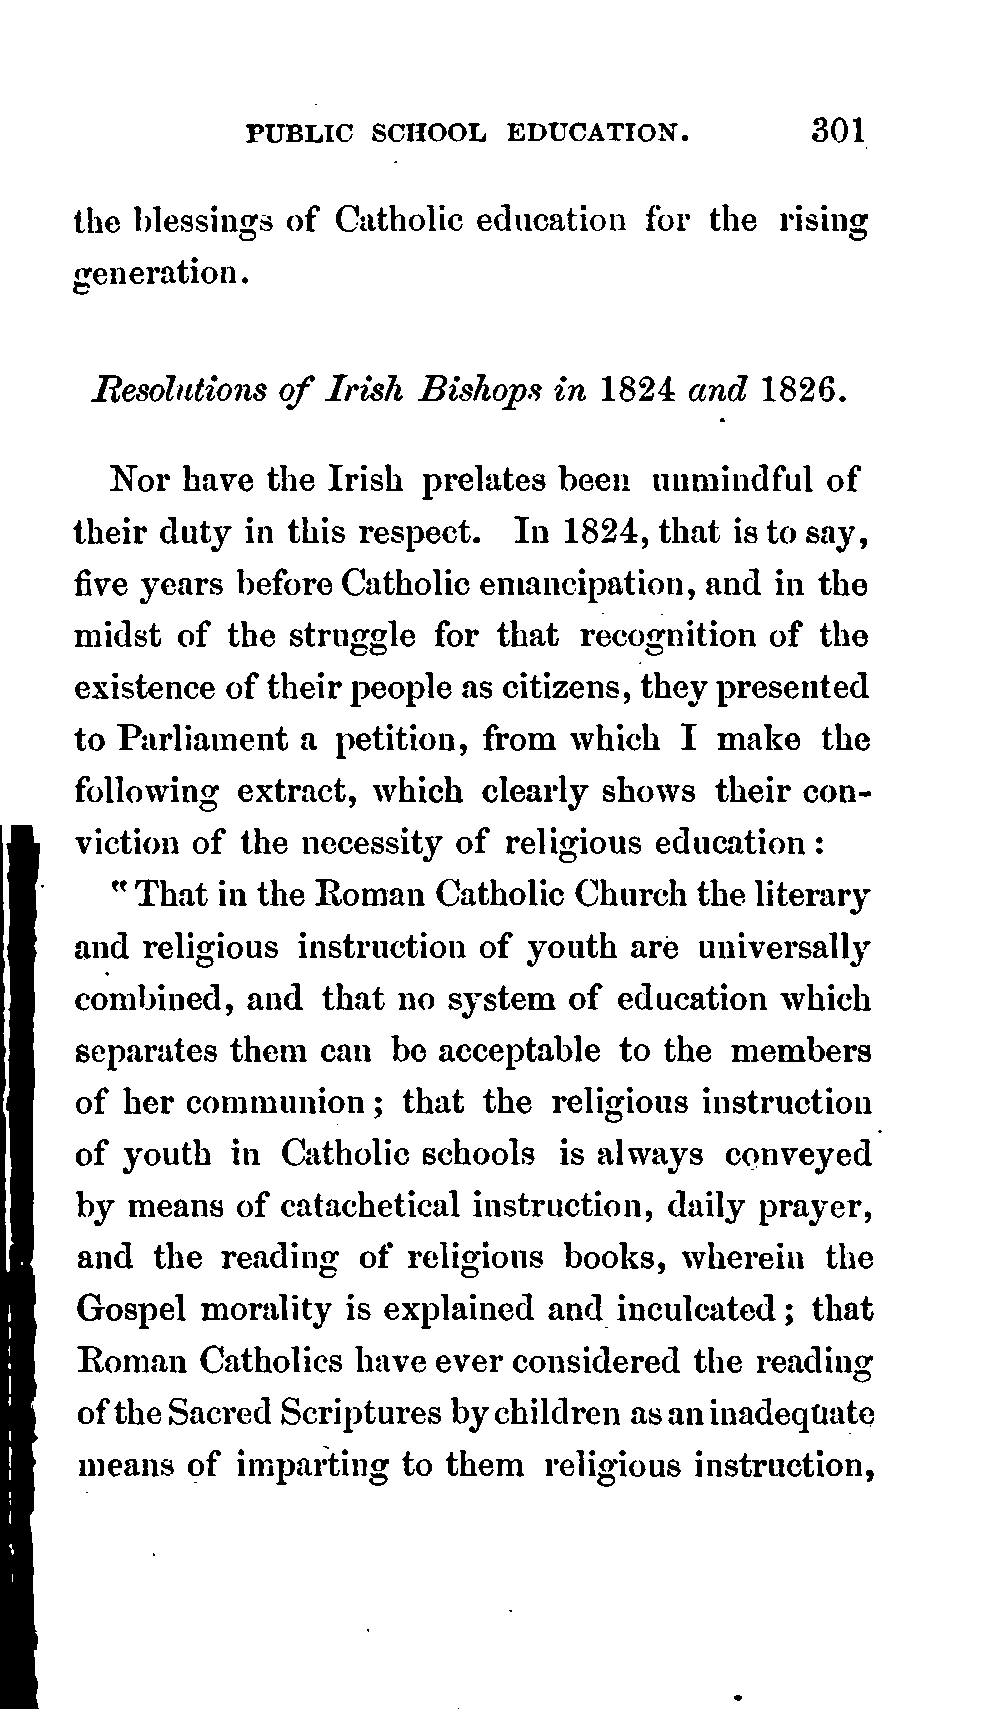 PUBLIC SCHOOL EDUCATION. 301
the blessings of Catholic education for the rising
generation.
Resolutions of Irish Bishops in 1824 and 1826.
Nor have the Irish prelates been unmindful of
their duty in this respect. In 1824, that is to say,
five years before Catholic emancipation, and in the
midst of the struggle for that recognition of the
existence of their people as citizens, they presented
to Parliament a petition, from which I make the
following extract, which clearly shows their con-
viction of the necessity of religious education :
“ That in the Roman Catholic Church the literary
and religious instruction of youth are universally
combined, and that no system of education which
separates them can be acceptable to the members
of her communion ; that the religious instruction
of youth in Catholic schools is always conveyed
by means of catachetical instruction, daily prayer,
and the reading of religious books, wherein the
Gospel morality is explained and inculcated ; that
Roman Catholics have ever considered the reading
of the Sacred Scriptures by children as an inadequate
means of imparting to them religious instruction,